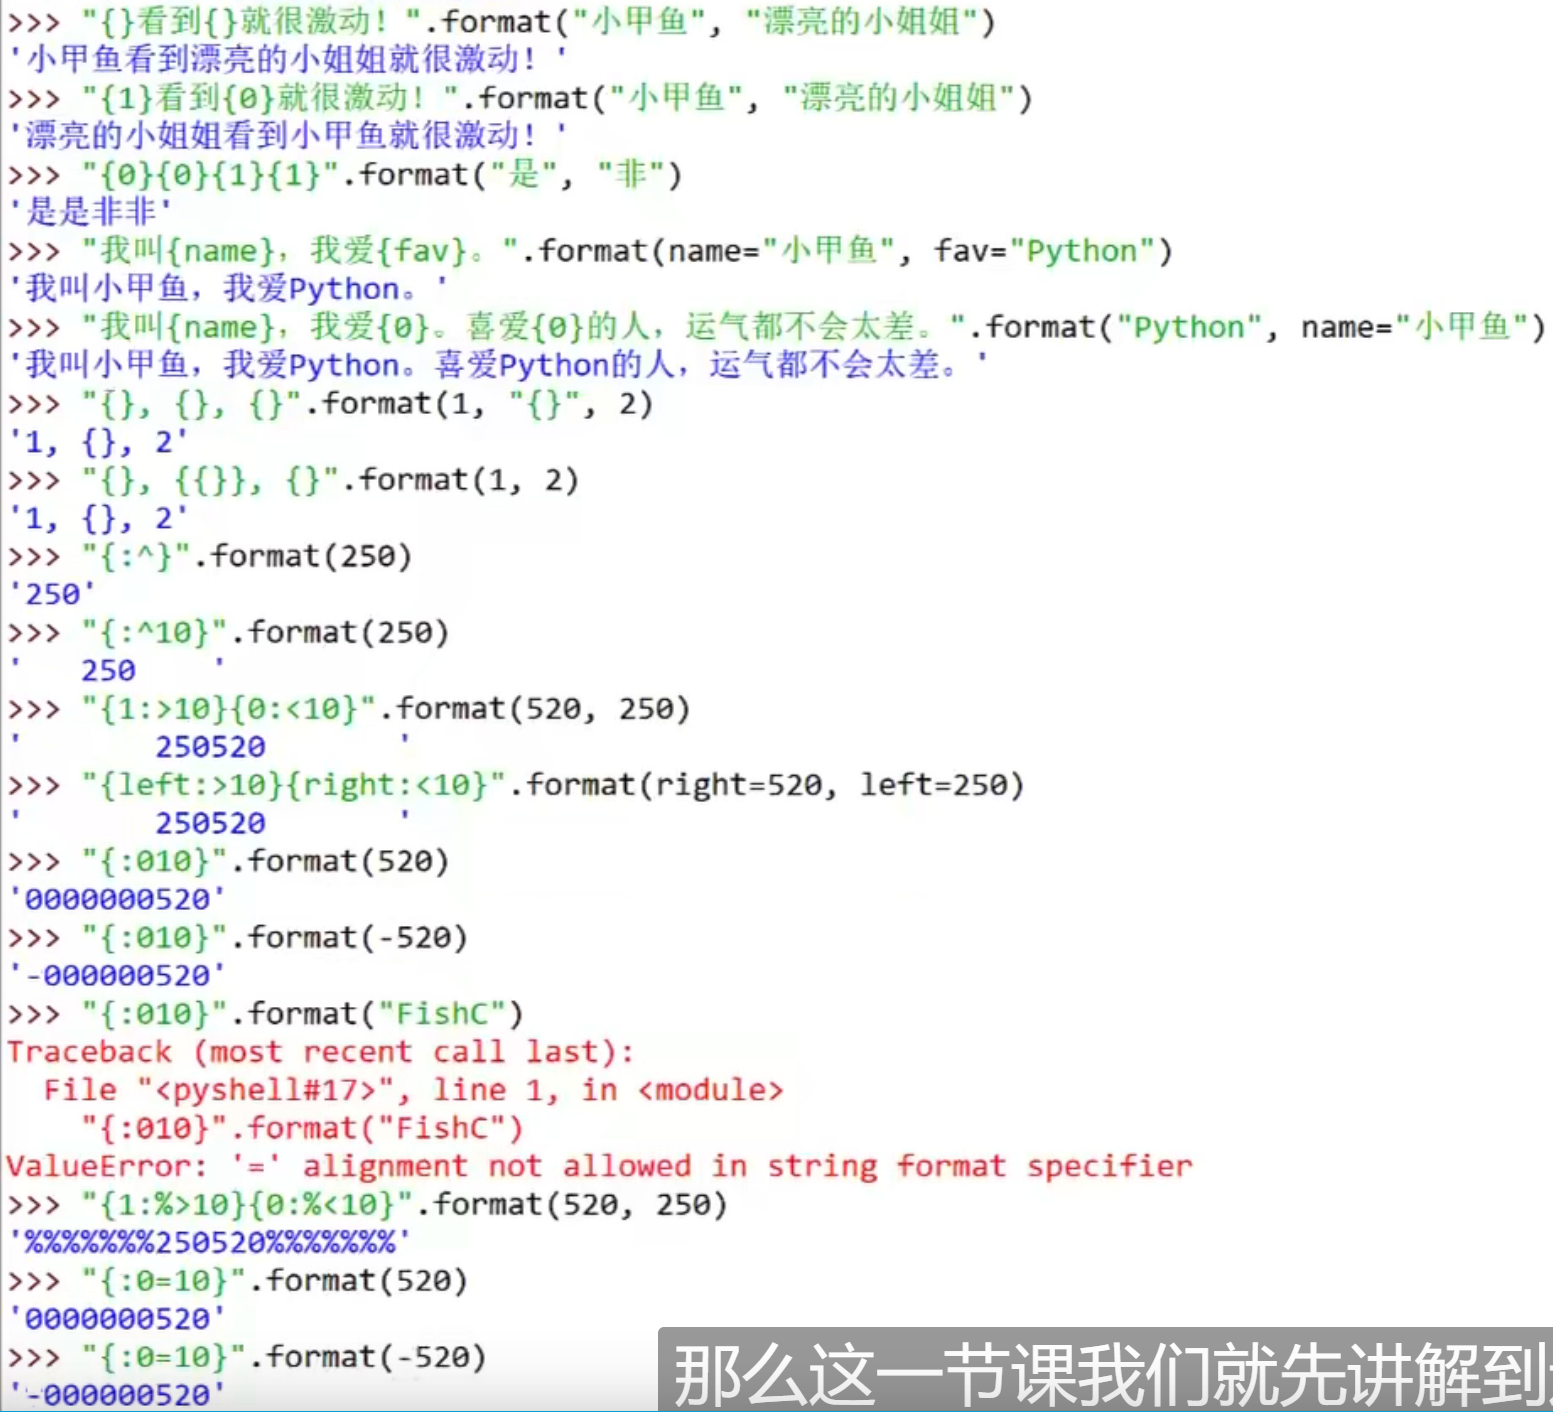 >>> "{}看到{}就很激动！".format("小甲鱼", "漂亮的小姐姐")
'小甲鱼看到漂亮的小姐姐就很激动！'
>>> "{1}看到{0}就很激动！".format("小甲鱼", "漂亮的小姐姐")
'漂亮的小姐姐看到小甲鱼就很激动！'
>>> "{0}{0}{1}{1}".format("是", "非")
'是是非非'
>>> "我叫{name}，我爱{fav}。".format(name="小甲鱼", fav="Python")
'我叫小甲鱼，我爱Python。'
>>> "我叫{name}，我爱{0}。喜爱{0}的人，运气都不会太差。".format("Python", name="小甲鱼")
'我叫小甲鱼，我爱Python。喜爱Python的人，运气都不会太差。'
>>> "{}, {}, {}".format(1, "{}", 2)
'1, {}, 2'
>>> "{}, {{}}, {}".format(1, 2)
'1, {}, 2'
>>> "{:^}".format(250)
'250'
>>> "{:^10}".format(250)
'   250    '
>>> "{1:>10}{0:<10}".format(520, 250)
'       250520       '
>>> "{left:>10}{right:<10}".format(right=520, left=250)
'       250520       '
>>> "{:010}".format(520)
'0000000520'
>>> "{:010}".format(-520)
'-000000520'
>>> "{:010}".format("FishC")
Traceback (most recent call last):
  File "<pyshell#17>", line 1, in <module>
    "{:010}".format("FishC")
ValueError: '=' alignment not allowed in string format specifier
>>> "{1:%>10}{0:%<10}".format(520, 250)
'%%%%%%%250520%%%%%%%'
>>> "{:0=10}".format(520)
'0000000520'
>>> "{:0=10}".format(-520)
'-000000520'
那么这一节课我们就先讲解到